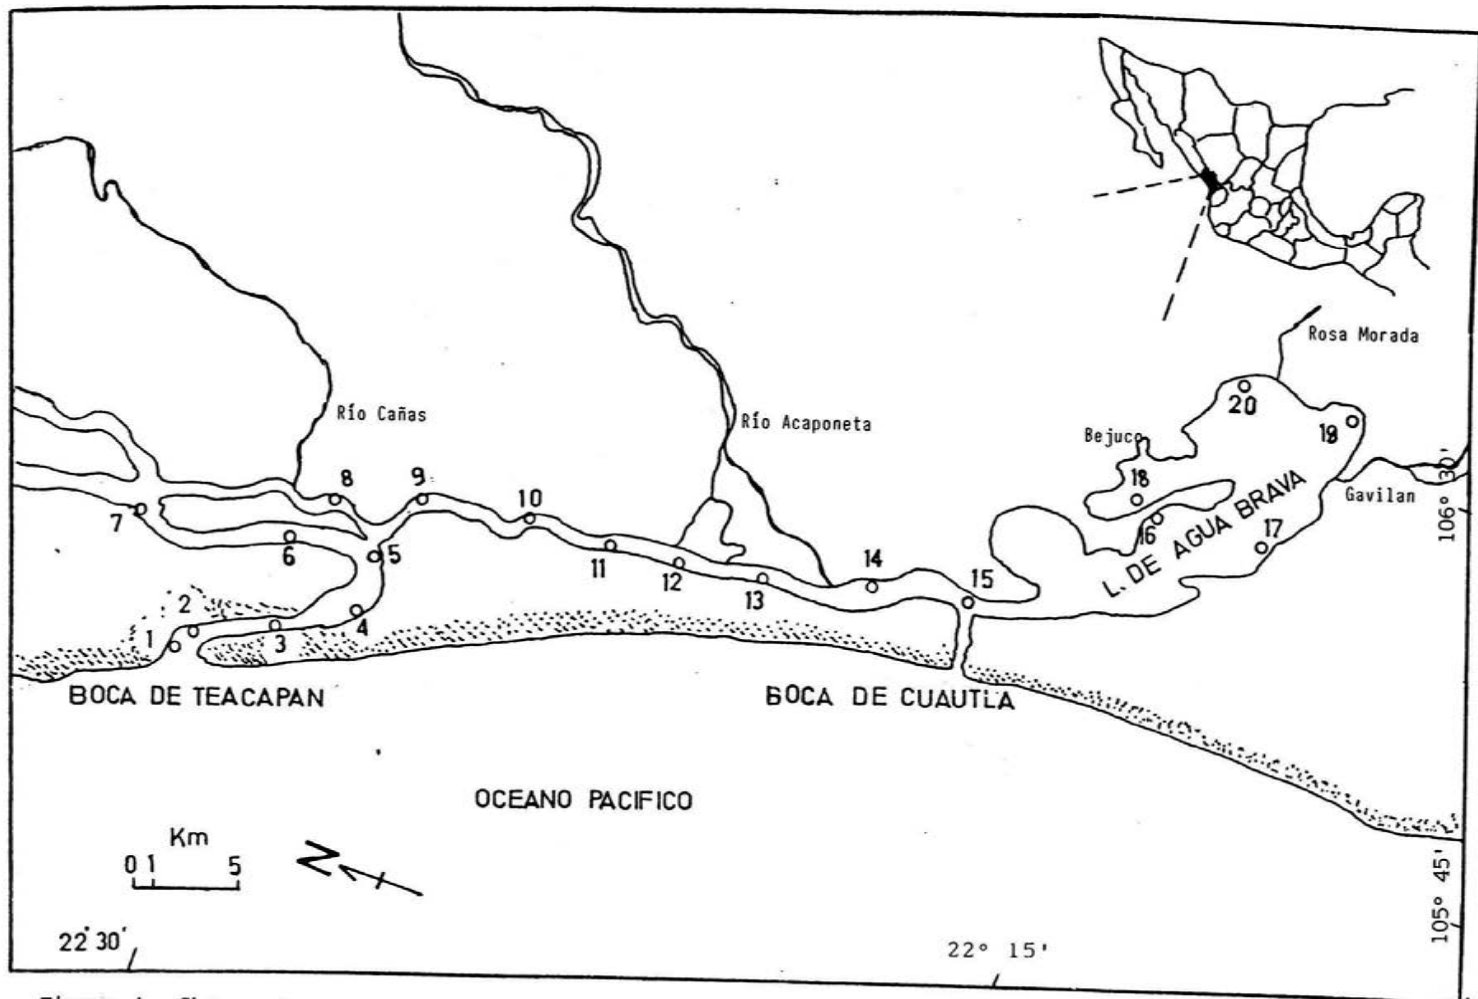 Rosa Morada
Río Cañas
Río Acaponeta
Bejuco
20
19
8
9
10
18
Gavilan
106° 30'
7
6
5
11
12
13
14
15
16
17
L. DE AGUA BRAVA
2
1
3
4
BOCA DE TEACAPAN
BOCA DE CUAUTLA
OCEANO PACIFICO
Km
0 1 5
N
105° 45'
22° 30'
22° 15'